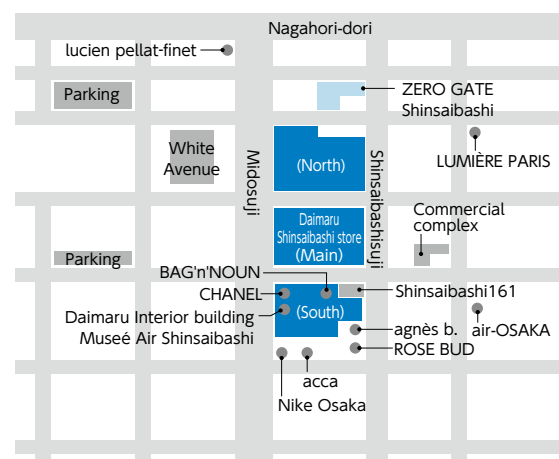 Nagahori-dori
lucien pellat-finet
Parking
ZERO GATE
Shinsaibashi
White
Avenue
Midosuji
(North)
Shinsaibashisuji
LUMIÈRE PARIS
Daimaru
Shinsaibashi store
(Main)
Commercial
complex
Parking
BAG'n'NOUN
CHANEL
Daimaru Interior building
Museé Air Shinsaibashi
(South)
Shinsaibashi161
agnès b.
air-OSAKA
ROSE BUD
acca
Nike Osaka